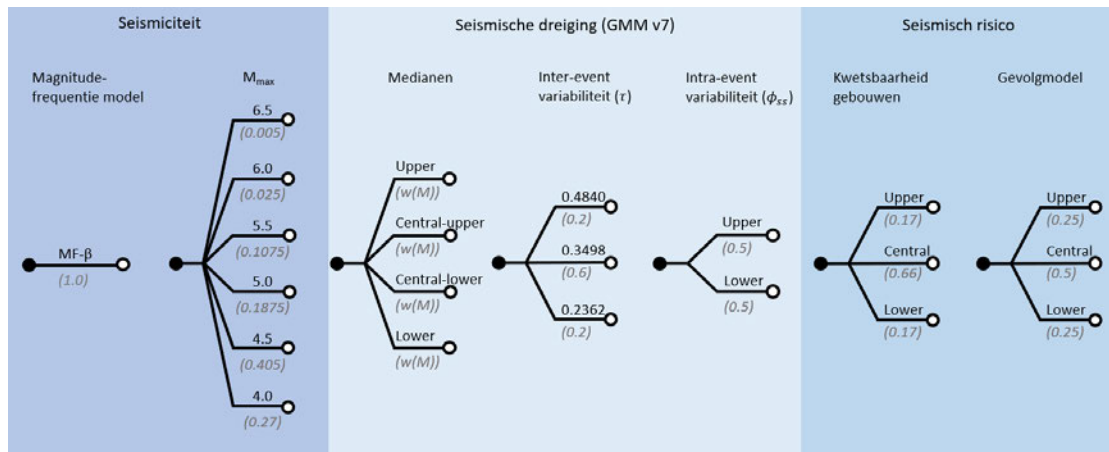 Seismiciteit
Magnitude-
frequentie model
MF-β
(1.0)
Mmax
6.5
(0.005)
6.0
(0.025)
5.5
(0.1075)
5.0
(0.1875)
4.5
(0.405)
4.0
(0.27)
Seismische dreiging (GMM v7)
Medianen
Upper
(w(M))
Central-upper
(w(M))
Central-lower
(w(M))
Lower
(w(M))
Inter-event
variabiliteit (τ)
0.4840
(0.2)
0.3498
(0.6)
0.2362
(0.2)
Intra-event
variabiliteit (ϕss)
Upper
(0.5)
Lower
(0.5)
Seismisch risico
Kwetsbaarheid
gebouwen
Upper
(0.17)
Central
(0.66)
Lower
(0.17)
Gevolgmodel
Upper
(0.25)
Central
(0.5)
Lower
(0.25)